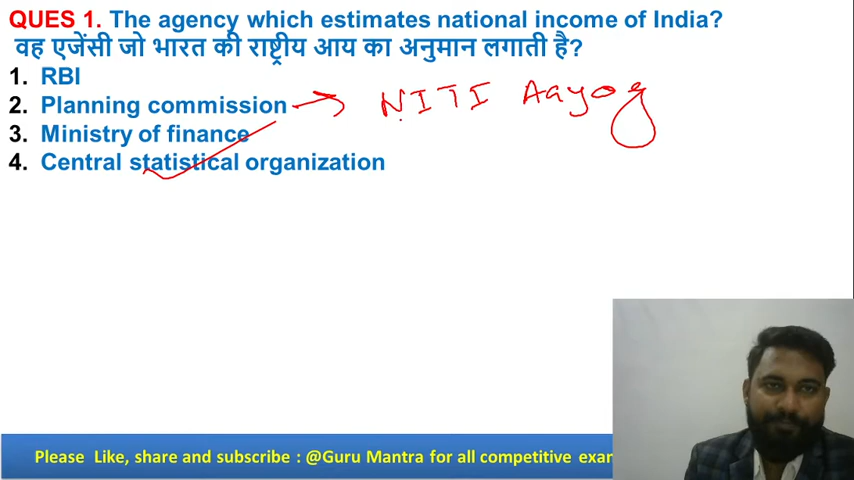 QUES 1. The agency which estimates national income of India?
वह एजेंसी जो भारत की राष्ट्रीय आय का अनुमान लगाती है?
1. RBI
2. Planning commission → NITI Aayog
3. Ministry of finance
4. Central statistical organization
Please Like, share and subscribe : @Guru Mantra for all competitive exam